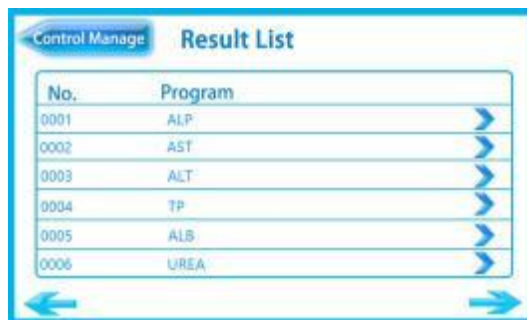 Control Manage Result List
No. Program
0001 ALP
0002 AST
0003 ALT
0004 TP
0005 ALB
0006 UREA